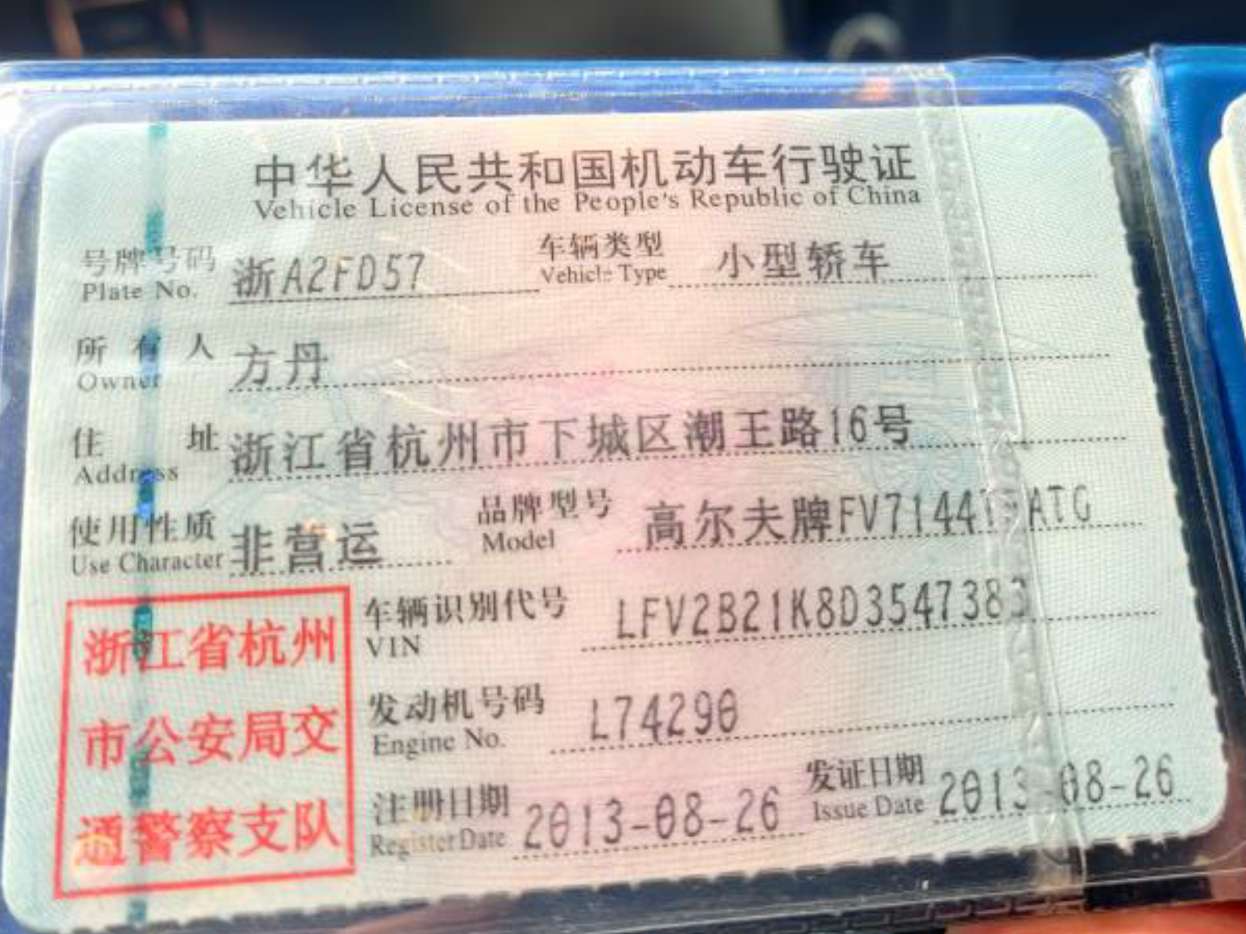 中华人民共和国机动车行驶证
Vehicle License of the People's Republic of China
号牌号码 浙A2FD57 车辆类型 小型轿车
Plate No. Vehicle Type
所有人 方丹
Owner
住址 浙江省杭州市下城区潮王路16号
Address
使用性质 非营运 品牌型号
Use Character Model
车辆识别代号
VIN
发动机号码 L74290
Engine No.
注册日期 2013-08-26 发证日期 2013-08-26
Register Date Issue Date
浙江省杭州
市公安局交
通警察支队